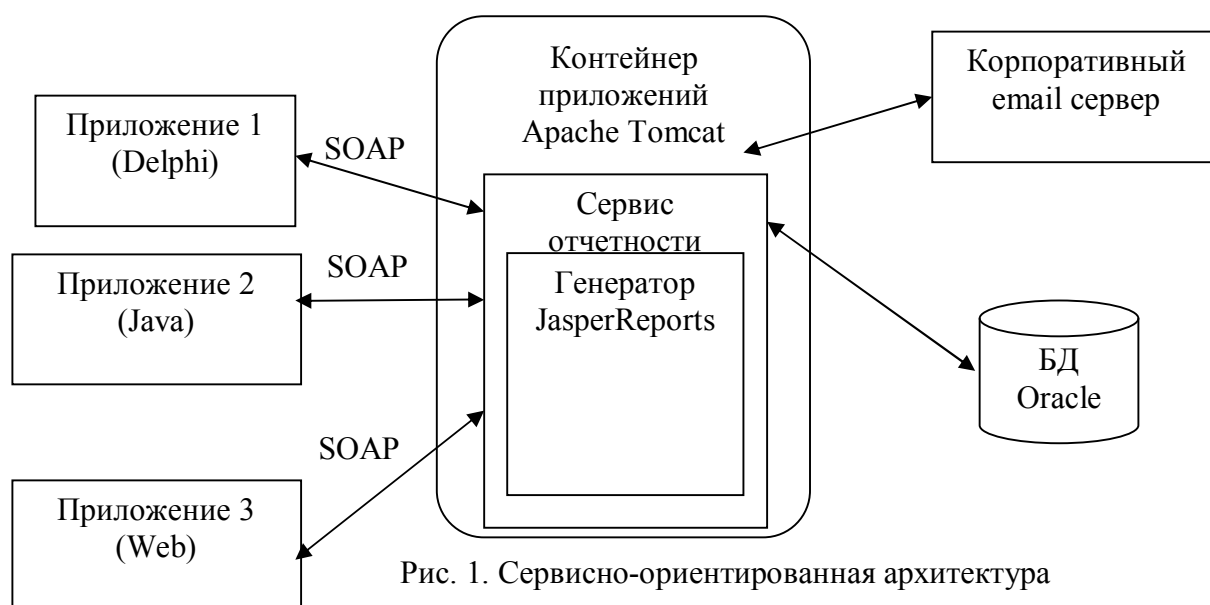 Контейнер
приложений
Apache Tomcat
Корпоративный
email сервер
Приложение 1
(Delphi)
SOAP
Сервис
отчетности
Приложение 2
(Java)
SOAP
Генератор
JasperReports
БД
Oracle
SOAP
Приложение 3
(Web)
Рис. 1. Сервисно-ориентированная архитектура